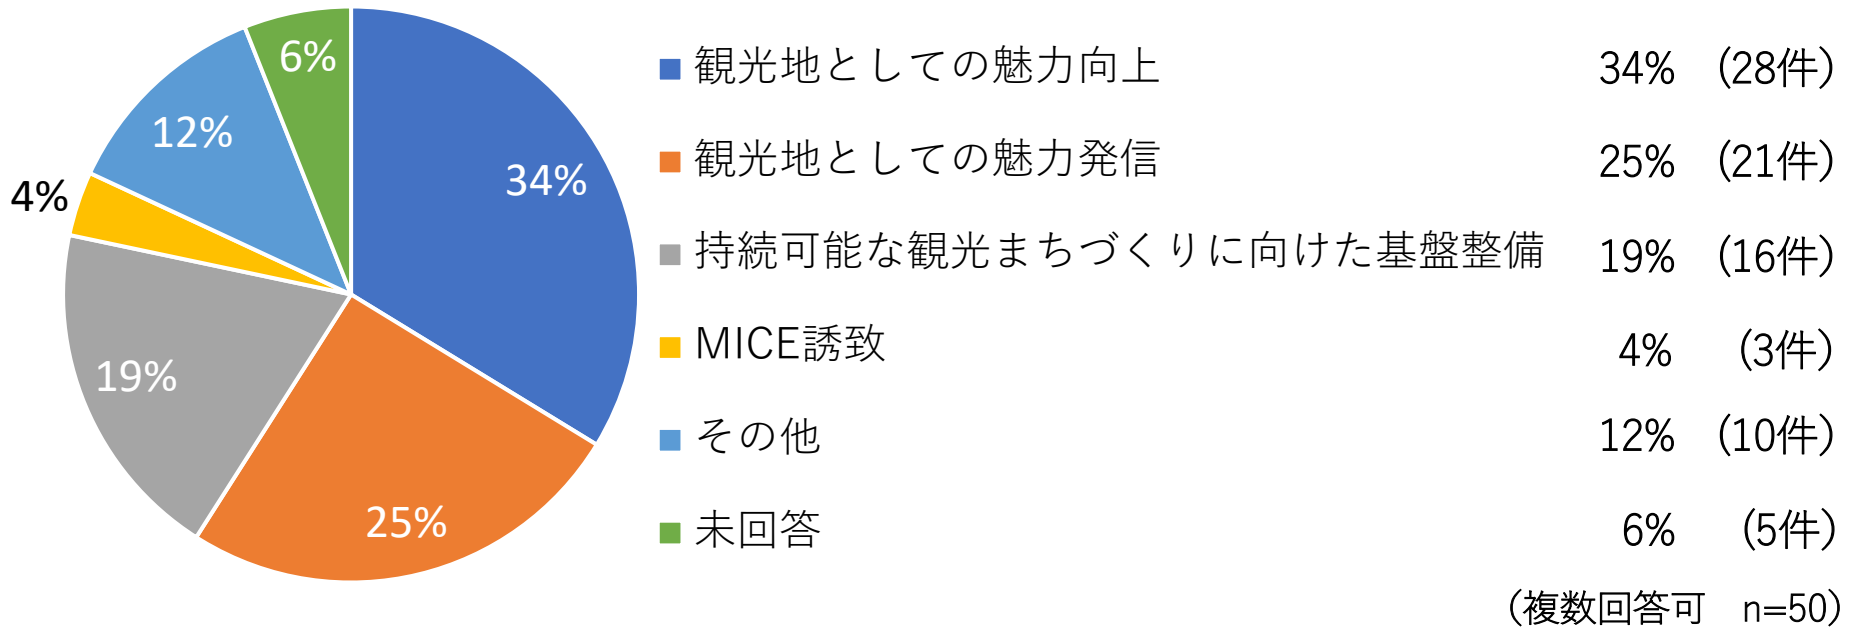 6%
12%
4%
34%
19%
25%
観光地としての魅力向上 34% (28件)
観光地としての魅力発信 25% (21件)
持続可能な観光まちづくりに向けた基盤整備 19% (16件)
MICE誘致 4% (3件)
その他 12% (10件)
未回答 6% (5件)
(複数回答可 n=50)